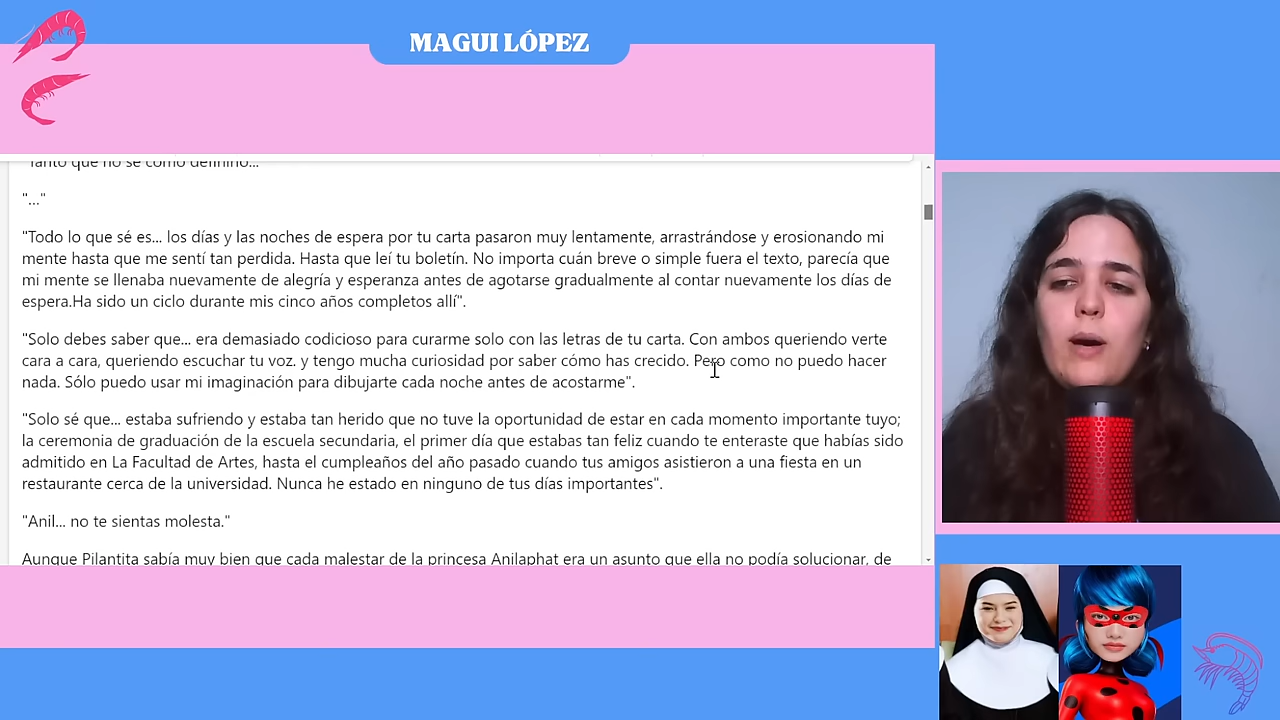 MAGUI LÓPEZ
Tanto que no sé cómo definirlo...
"..."
"Todo lo que sé es... los días y las noches de espera por tu carta pasaron muy lentamente, arrastrándose y erosionando mi
mente hasta que me sentí tan perdida. Hasta que leí tu boletín. No importa cuán breve o simple fuera el texto, parecía que
mi mente se llenaba nuevamente de alegría y esperanza antes de agotarse gradualmente al contar nuevamente los días de
espera.Ha sido un ciclo durante mis cinco años completos allí".
"Solo debes saber que... era demasiado codicioso para curarme solo con las letras de tu carta. Con ambos queriendo verte
cara a cara, queriendo escuchar tu voz. y tengo mucha curiosidad por saber cómo has crecido. Pero como no puedo hacer
nada. Sólo puedo usar mi imaginación para dibujarte cada noche antes de acostarme".
"Solo sé que... estaba sufriendo y estaba tan herido que no tuve la oportunidad de estar en cada momento importante tuyo;
la ceremonia de graduación de la escuela secundaria, el primer día que estabas tan feliz cuando te enteraste que habías sido
admitido en La Facultad de Artes, hasta el cumpleaños del año pasado cuando tus amigos asistieron a una fiesta en un
restaurante cerca de la universidad. Nunca he estado en ninguno de tus días importantes".
"Anil... no te sientas molesta."
Aunque Pilantita sabía muy bien que cada malestar de la princesa Anilaphat era un asunto que ella no podía solucionar, de